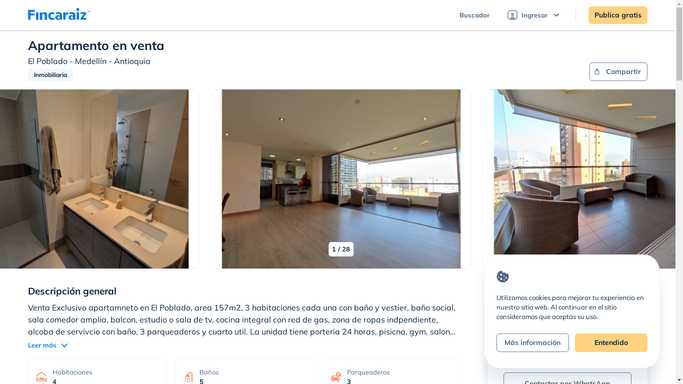 Fincaraiz
Buscador
Ingresar
Publica gratis
Apartamento en venta
El Poblado - Medellín - Antioquia
Inmobiliaria
Compartir
1 / 28
Descripción general
Venta Exclusivo apartamneto en El Poblado, area 157m2, 3 habitaciones cada una con baño y vestier, baño social,
sala comedor amplia, balcon, estudio o sala de tv, cocina integral con red de gas, zona de ropas indpendiente,
alcoba de servivcio con baño, 3 parqueaderos y cuarto util. La unidad tiene porteria 24 horas, pisicna, gym, salon...
Leer más
Habitaciones
4
Baños
5
Parqueaderos
3
Utilizamos cookies para mejorar tu experiencia en
nuestro sitio web. Al continuar en el sitio
consideramos que aceptas su uso.
Más información
Entendido
Contactar por WhatsApp